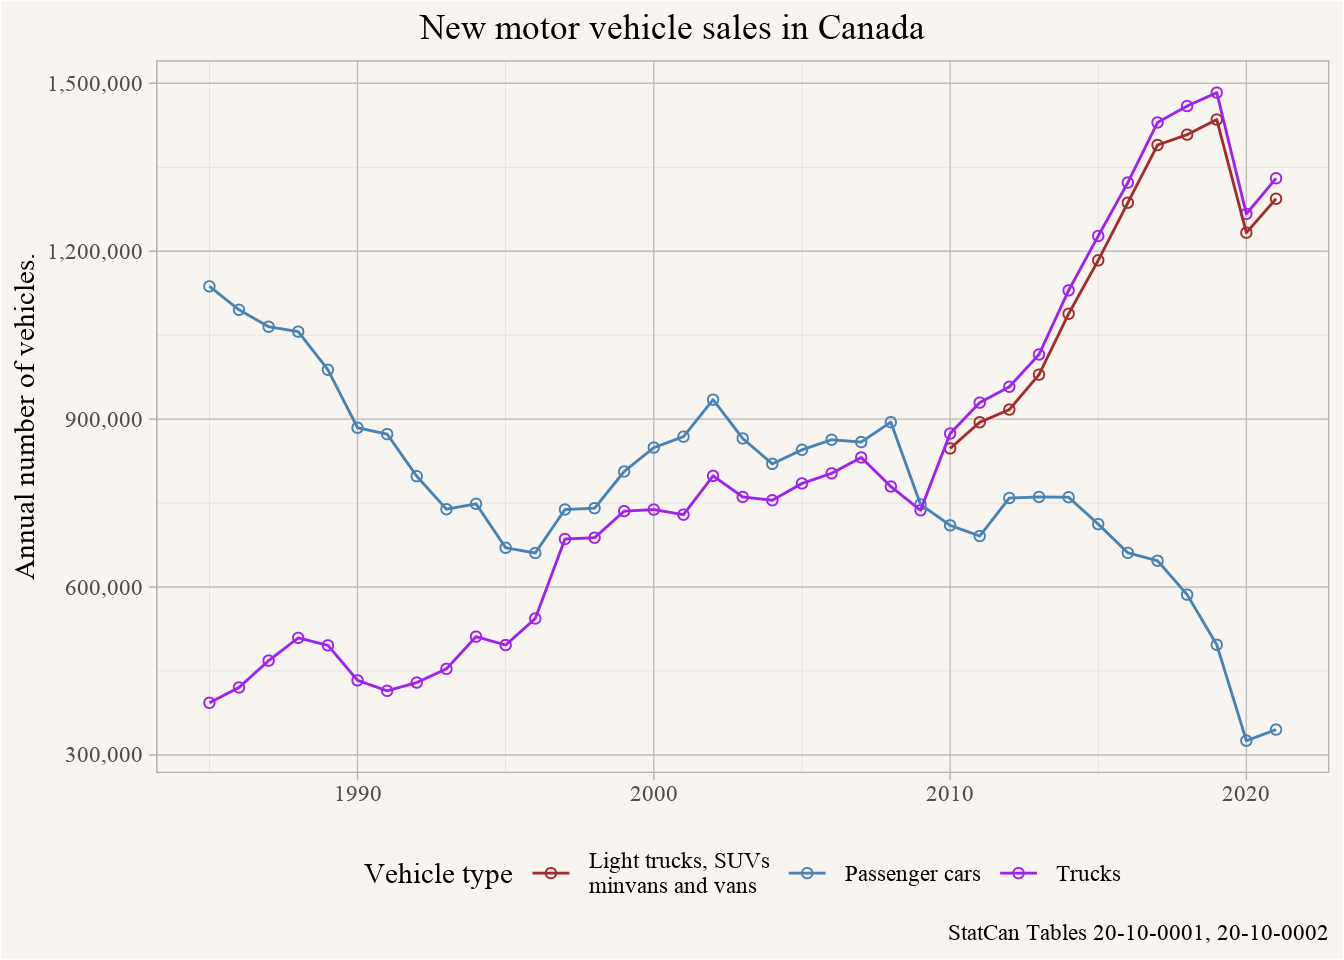 New motor vehicle sales in Canada
Annual number of vehicles.
1,500,000
1,200,000
900,000
600,000
300,000
1990 2000 2010 2020
Vehicle type
Light trucks, SUVs
minvans and vans
Passenger cars
Trucks
StatCan Tables 20-10-0001, 20-10-0002